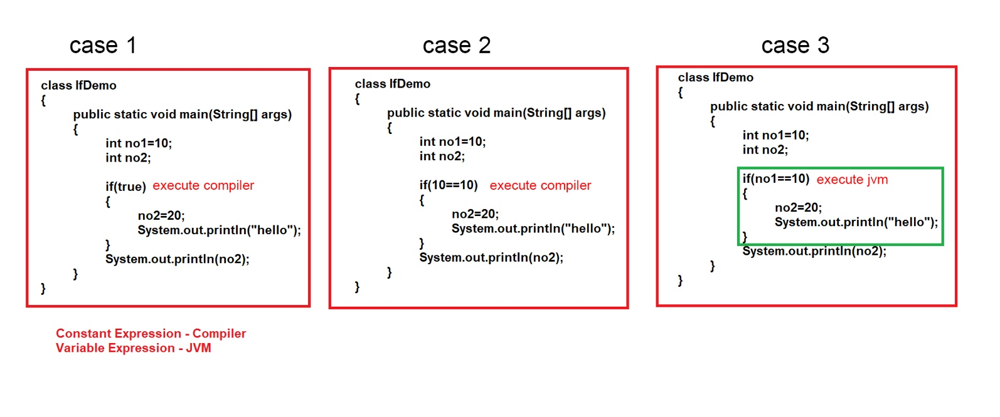 case 1
class IfDemo
{
public static void main(String[] args)
{
int no1=10;
int no2;
if(true) execute compiler
{
no2=20;
System.out.println("hello");
}
System.out.println(no2);
}
}
case 2
class IfDemo
{
public static void main(String[] args)
{
int no1=10;
int no2;
if(10==10) execute compiler
{
no2=20;
System.out.println("hello");
}
System.out.println(no2);
}
}
case 3
class IfDemo
{
public static void main(String[] args)
{
int no1=10;
int no2;
if(no1==10) execute jvm
{
no2=20;
System.out.println("hello");
}
System.out.println(no2);
}
}
Constant Expression - Compiler
Variable Expression - JVM